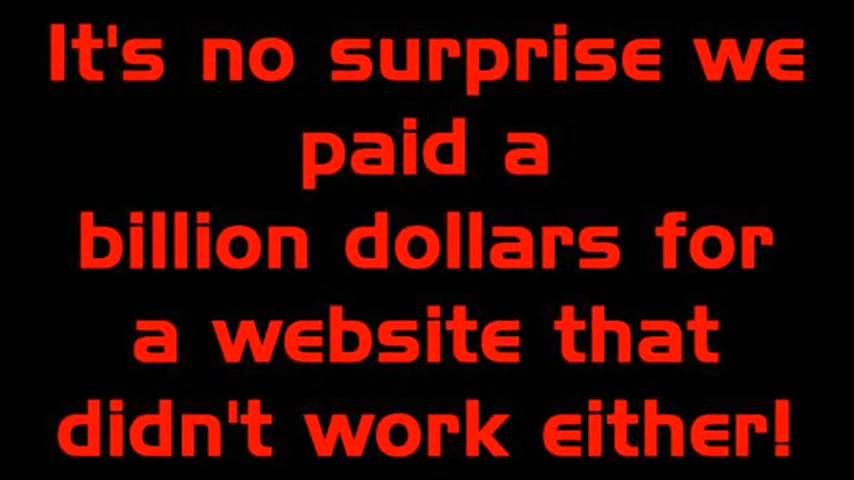 It's no surprise we
paid a
billion dollars for
a website that
didn't work either!